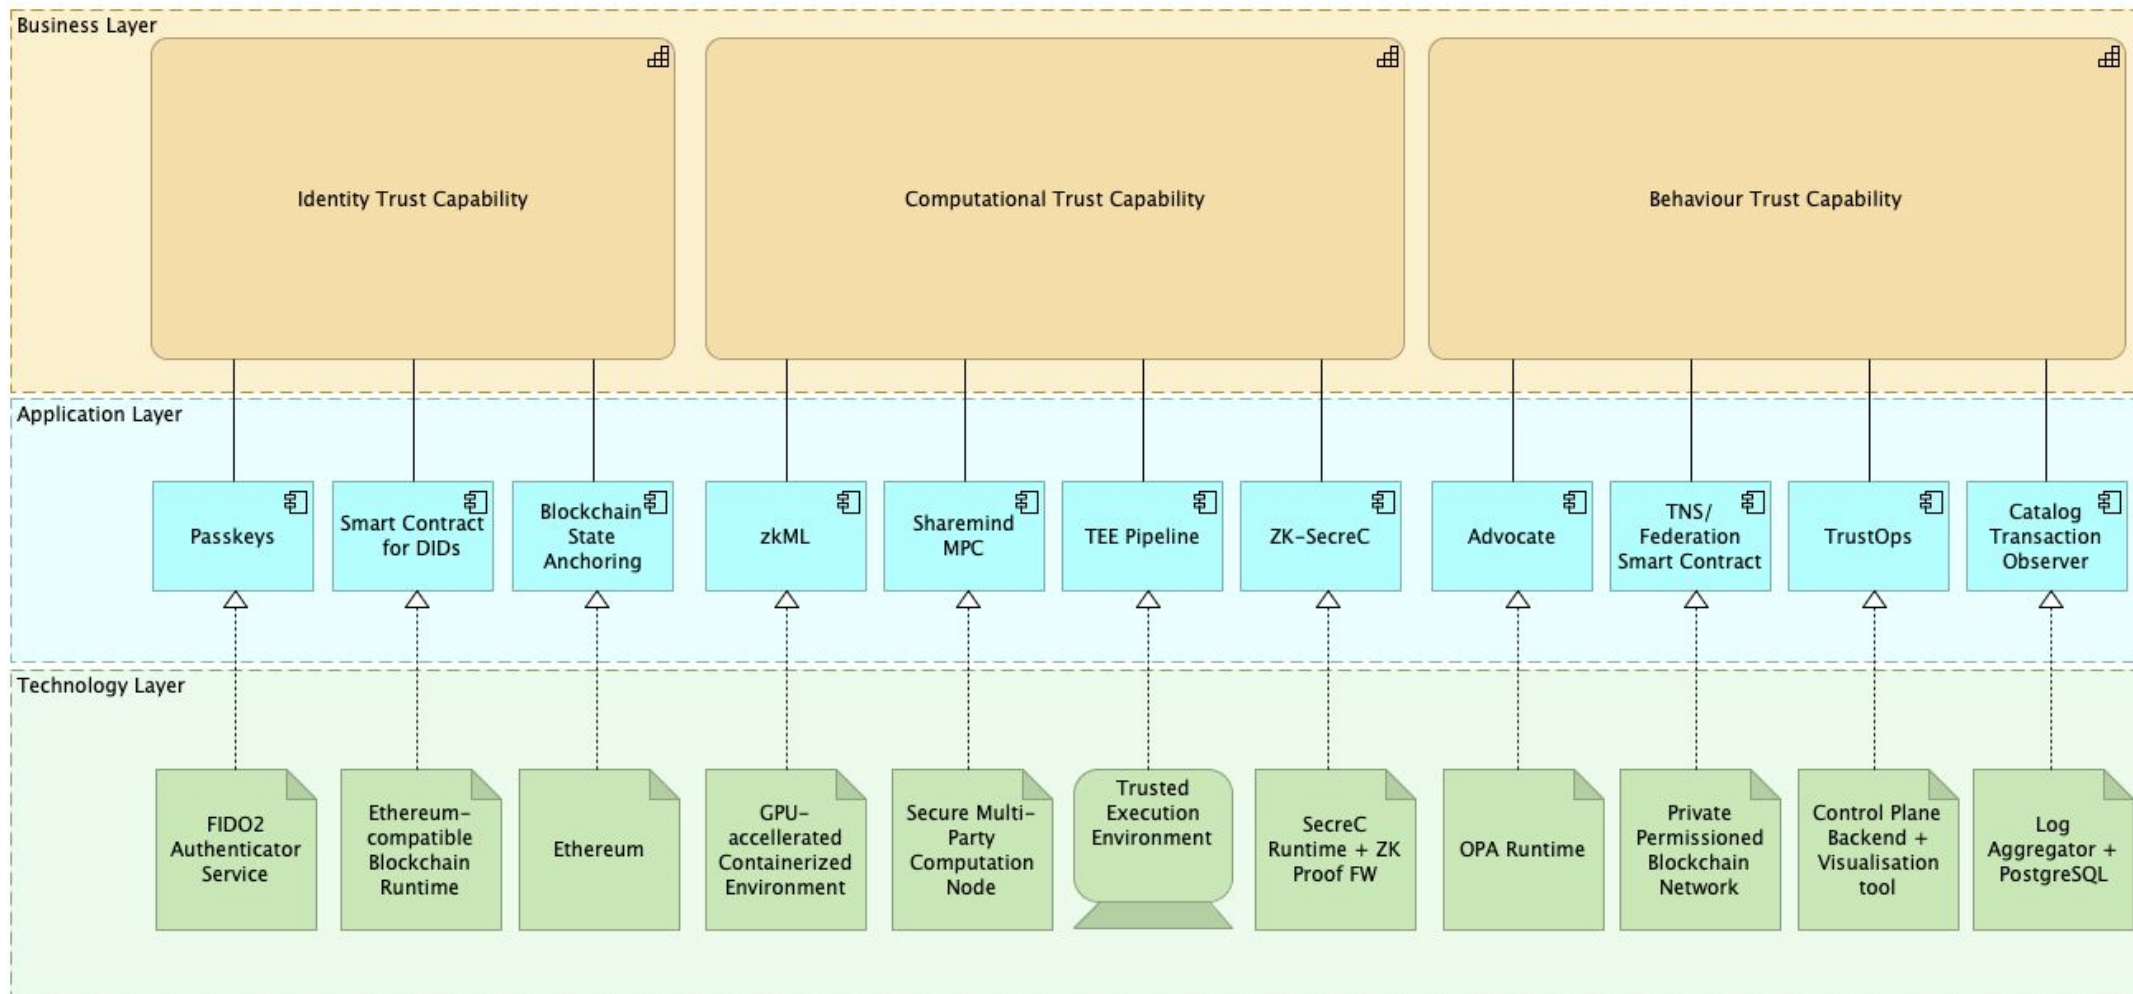 Business Layer
Identity Trust Capability
Computational Trust Capability
Behaviour Trust Capability
Application Layer
Passkeys
Smart Contract
for DIDs
Blockchain
State
Anchoring
zkML
Sharemind
MPC
TEE Pipeline
ZK-SecreC
Advocate
TNS/
Federation
Smart Contract
TrustOps
Catalog
Transaction
Observer
Technology Layer
FIDO2
Authenticator
Service
Ethereum-
compatible
Blockchain
Runtime
Ethereum
GPU-
accellerated
Containerized
Environment
Secure Multi-
Party
Computation
Node
Trusted
Execution
Environment
SecreC
Runtime + ZK
Proof FW
OPA Runtime
Private
Permissioned
Blockchain
Network
Control Plane
Backend +
Visualisation
tool
Log
Aggregator +
PostgreSQL